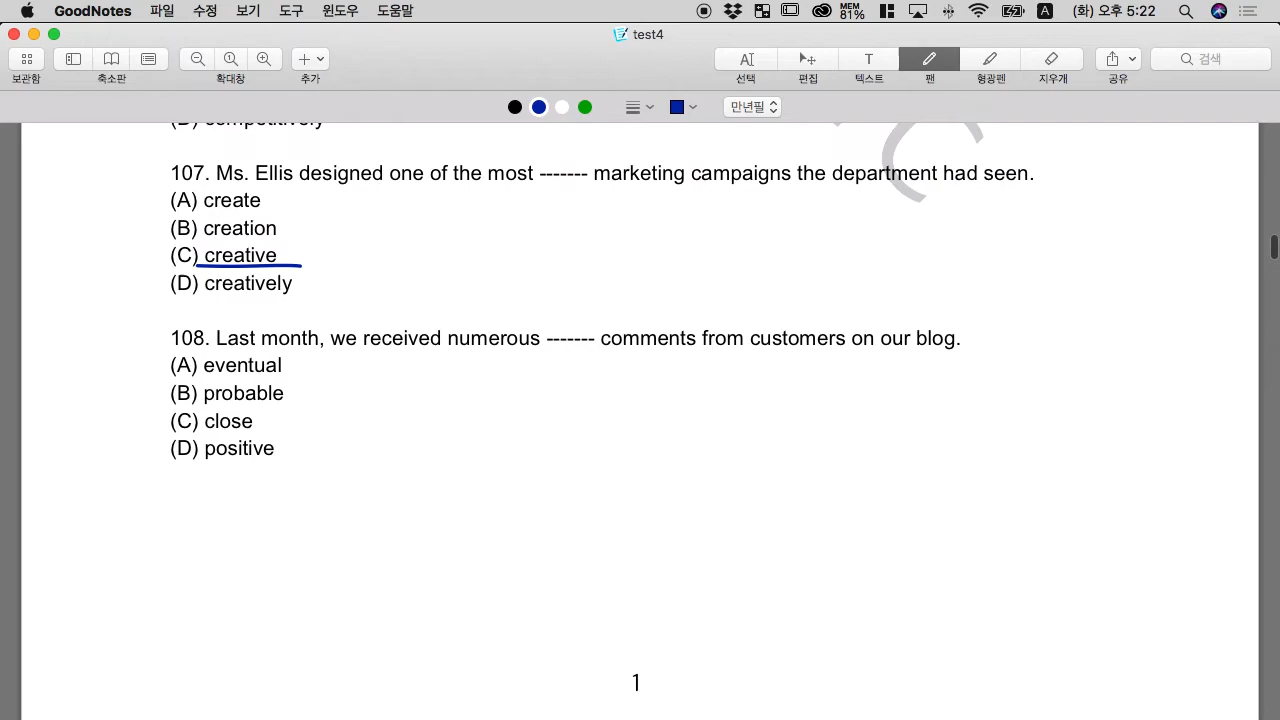 GoodNotes 파일 수정 보기 도구 윈도우 도움말 MEM 81% A (화) 오후 5:22
test4
A T 검색
보관함 축소판 확대창 추가 선택 편집 텍스트 펜 형광펜 지우개 공유
만년필
(D) competitively
107. Ms. Ellis designed one of the most ------- marketing campaigns the department had seen.
(A) create
(B) creation
(C) creative
(D) creatively
108. Last month, we received numerous ------- comments from customers on our blog.
(A) eventual
(B) probable
(C) close
(D) positive
1